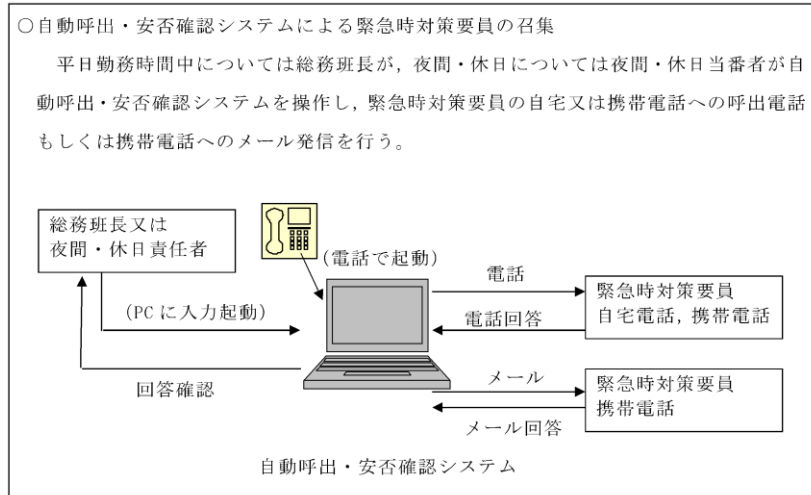 ○自動呼出・安否確認システムによる緊急時対策要員の召集
平日勤務時間中については総務班長が，夜間・休日については夜間・休日当番者が自
動呼出・安否確認システムを操作し，緊急時対策要員の自宅又は携帯電話への呼出電話
もしくは携帯電話へのメール発信を行う。
総務班長又は
夜間・休日責任者
(電話で起動)
(PCに入力起動)
回答確認
電話
電話回答
緊急時対策要員
自宅電話，携帯電話
メール
メール回答
緊急時対策要員
携帯電話
自動呼出・安否確認システム